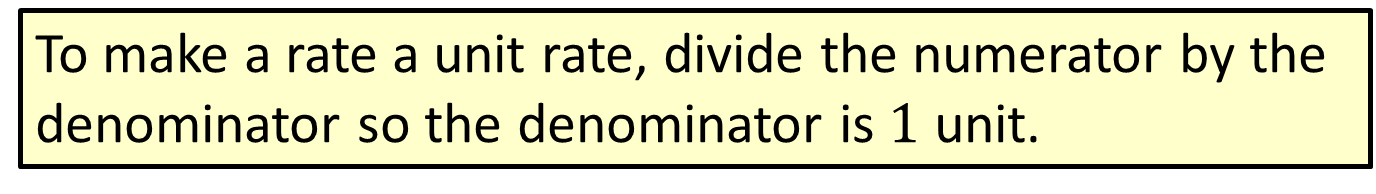 To make a rate a unit rate, divide the numerator by the
denominator so the denominator is 1 unit.